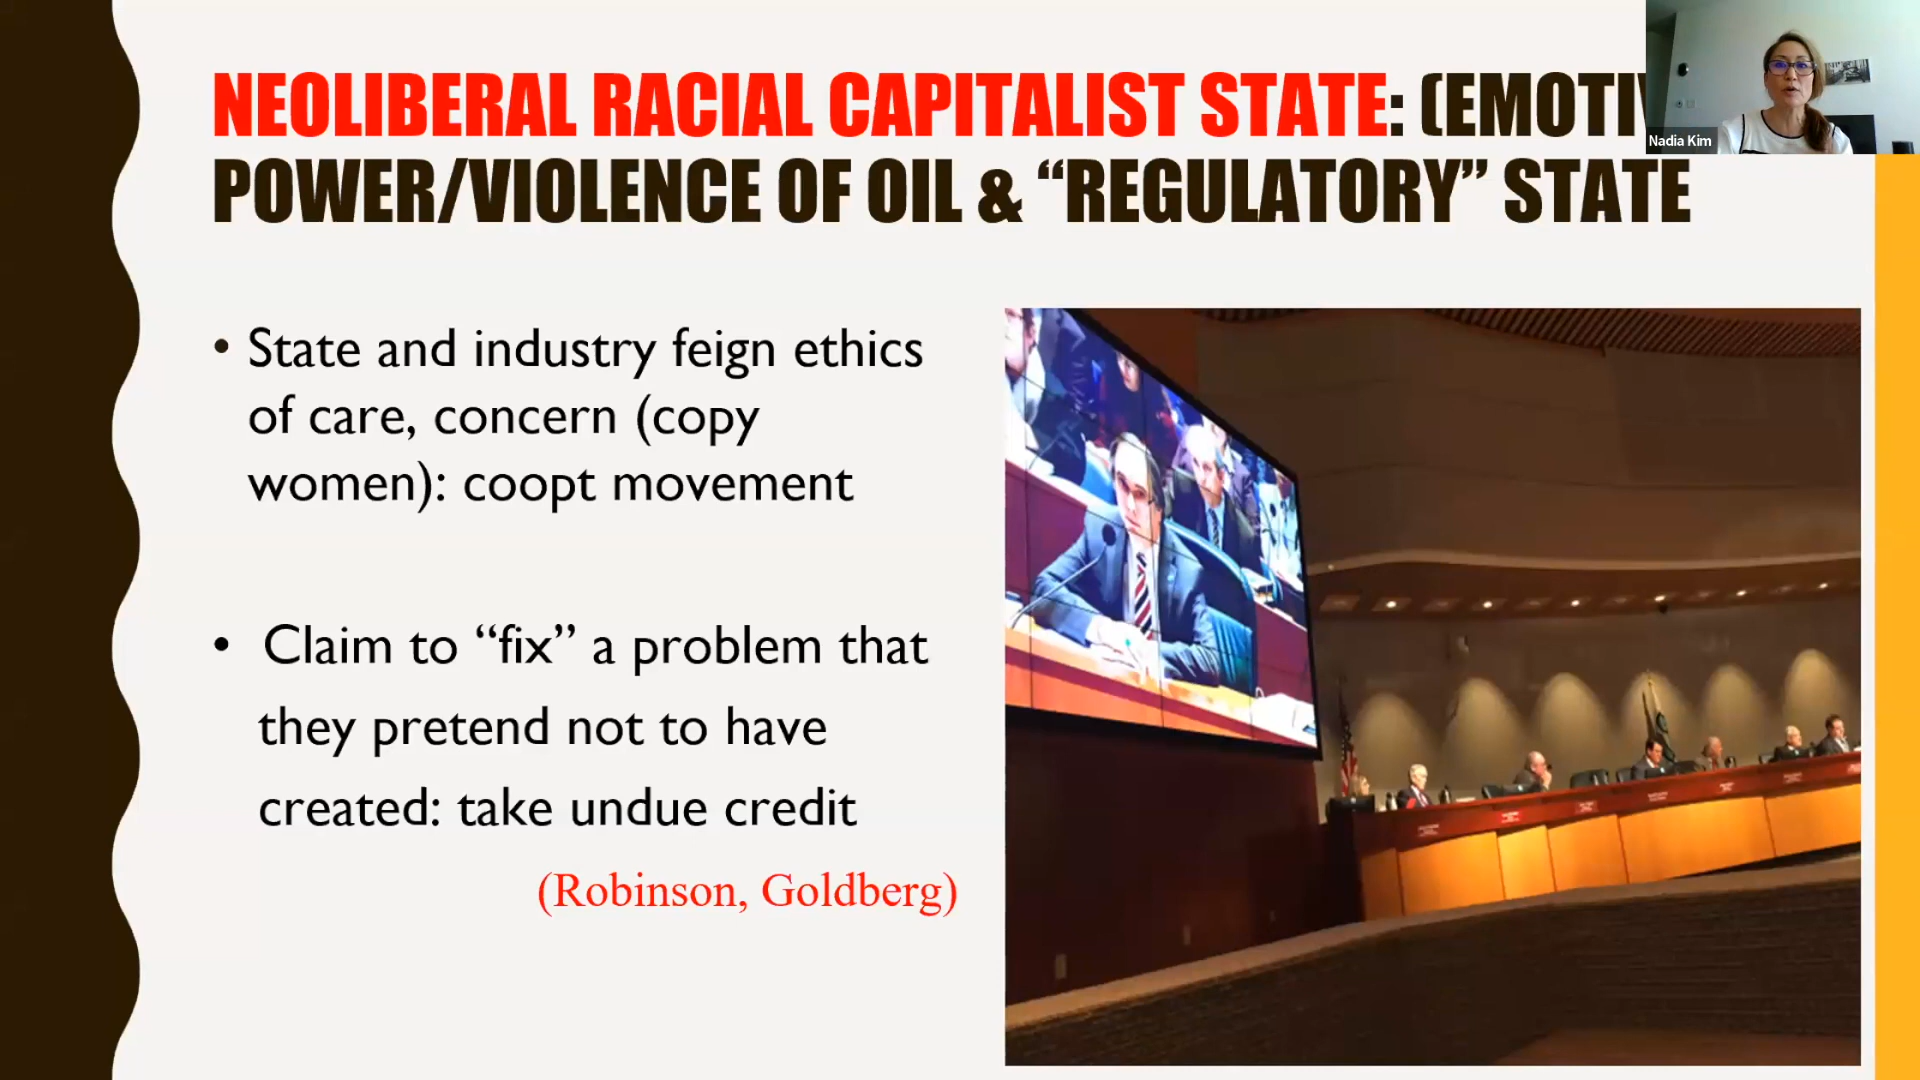 NEOLIBERAL RACIAL CAPITALIST STATE: (EMOTI
POWER/VIOLENCE OF OIL & “REGULATORY” STATE
Nadia Kim
• State and industry feign ethics
of care, concern (copy
women): coopt movement
• Claim to “fix” a problem that
they pretend not to have
created: take undue credit
(Robinson, Goldberg)